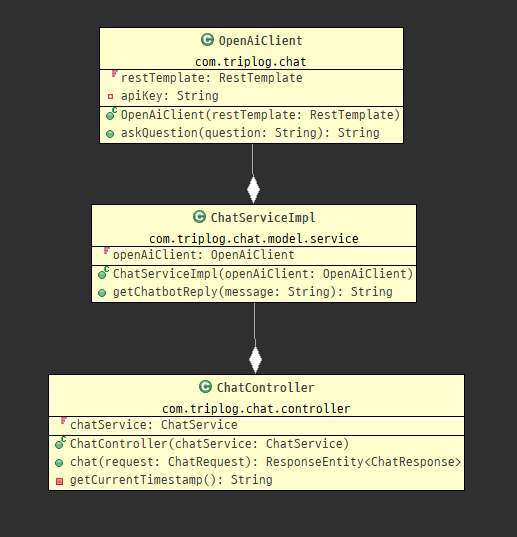 C OpenAiClient
com.triplog.chat
F restTemplate: RestTemplate
apiKey: String
C OpenAiClient(restTemplate: RestTemplate)
askQuestion(question: String): String
C ChatServiceImpl
com.triplog.chat.model.service
F openAiClient: OpenAiClient
C ChatServiceImpl(openAiClient: OpenAiClient)
getChatbotReply(message: String): String
C ChatController
com.triplog.chat.controller
F chatService: ChatService
C ChatController(chatService: ChatService)
chat(request: ChatRequest): ResponseEntity<ChatResponse>
getCurrentTimestamp(): String